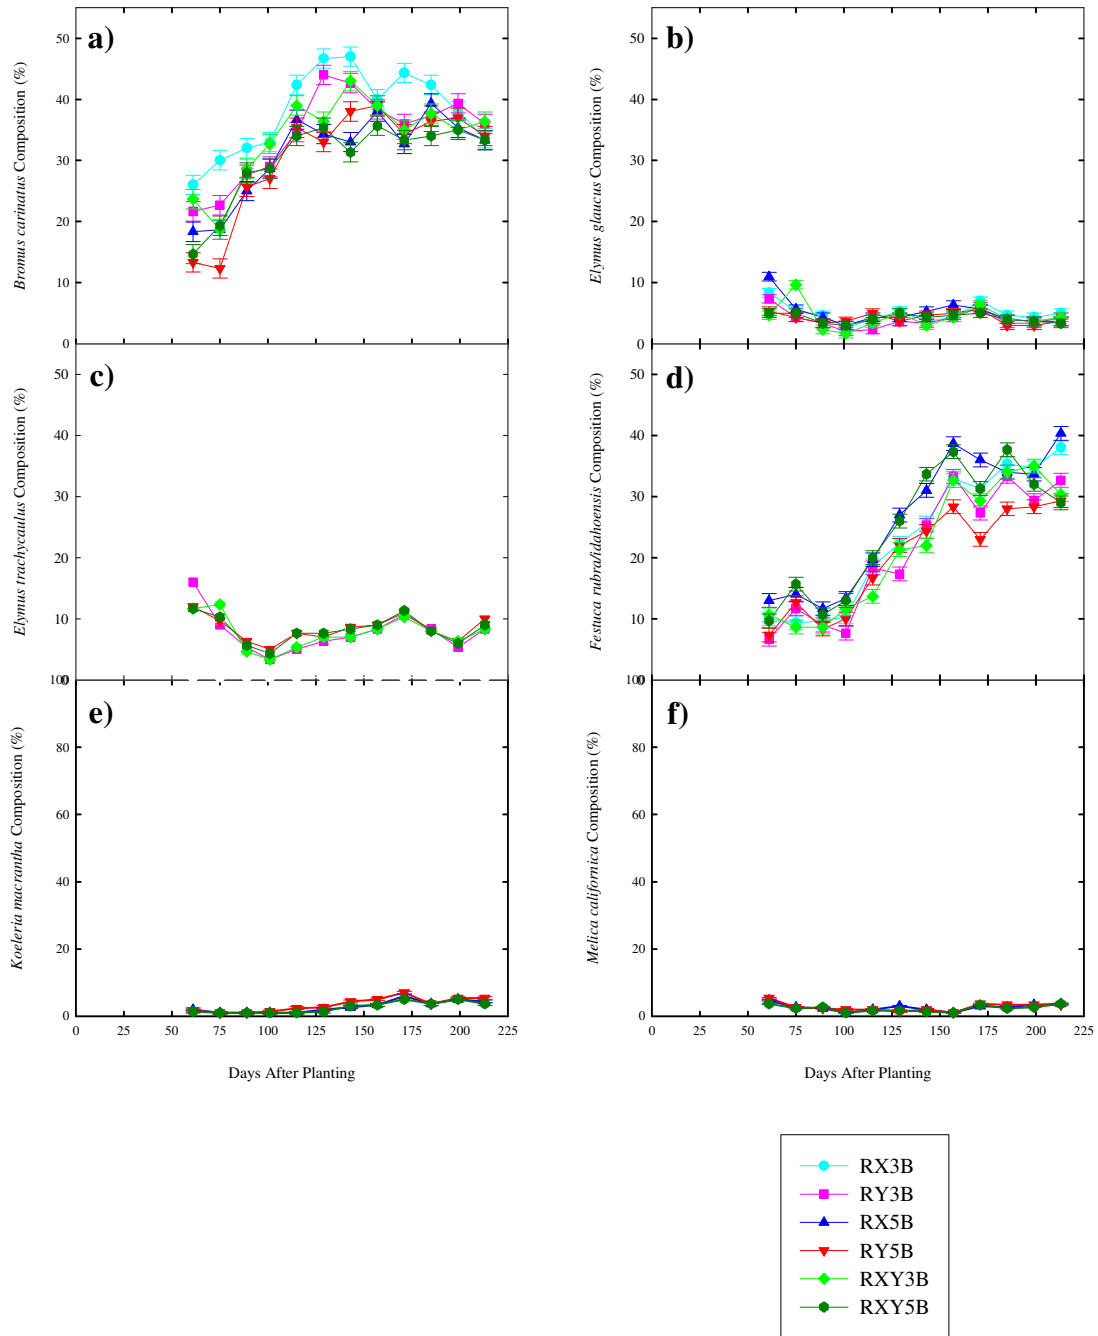 a)
50
40
30
20
10
0
Bromus carinatus Composition (%)
b)
50
40
30
20
10
0
Elymus glaucus Composition (%)
c)
50
40
30
20
10
Elymus trachycaulus Composition (%)
d)
50
40
30
20
10
Festuca rubra/idahoensis Composition (%)
e)
100
80
60
40
20
0
Koeleria macrantha Composition (%)
0 25 50 75 100 125 150 175 200 225
Days After Planting
f)
80
60
40
20
0
Melica californica Composition (%)
0 25 50 75 100 125 150 175 200 225
Days After Planting
RX3B
RY3B
RX5B
RY5B
RXY3B
RXY5B